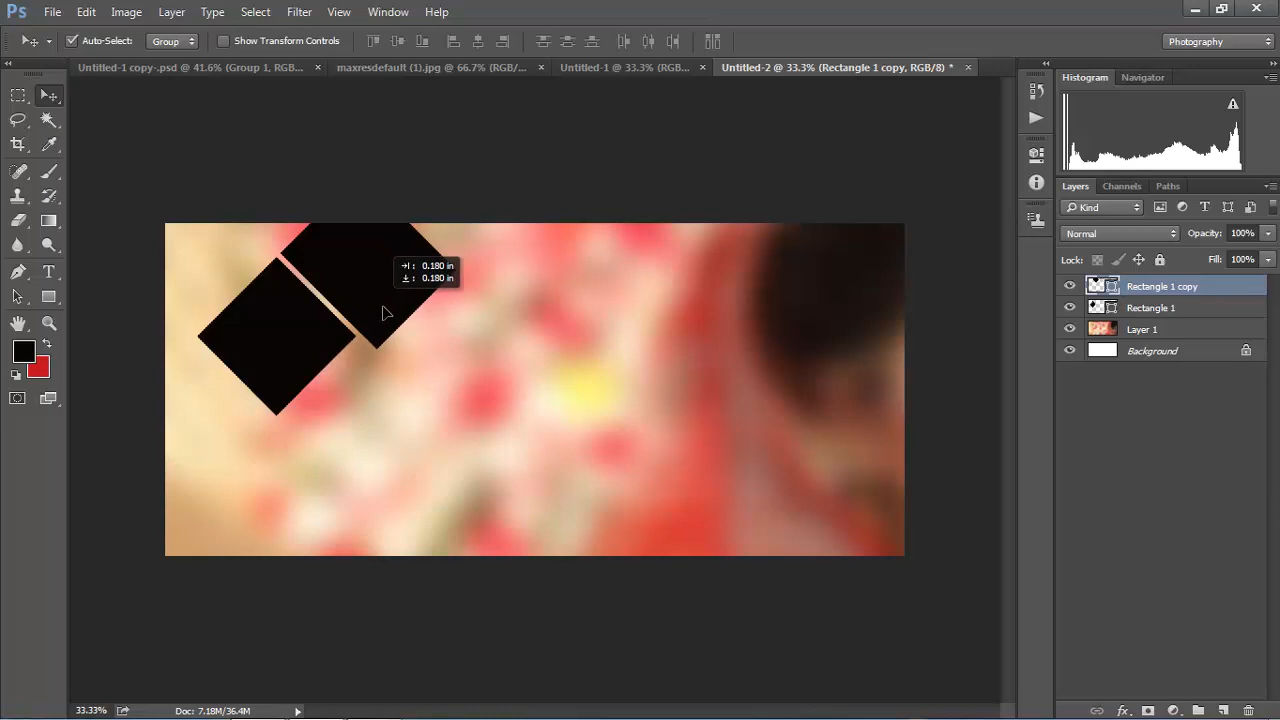 Ps File Edit Image Layer Type Select Filter View Window Help
Auto-Select: Group Show Transform Controls Photography
Untitled-1 copy-.psd @ 41.6% (Group 1, RGB... × maxresdefault (1).jpg @ 66.7% (RGB/... × Untitled-1 @ 33.3% (RGB... × Untitled-2 @ 33.3% (Rectangle 1 copy, RGB/8) * ×
Histogram Navigator
Layers Channels Paths
Kind
Normal Opacity: 100%
Lock: Fill: 100%
Rectangle 1 copy
Rectangle 1
Layer 1
Background
: 0.180 in
: 0.180 in
T
33.33% Doc: 7.18M/36.4M
fx